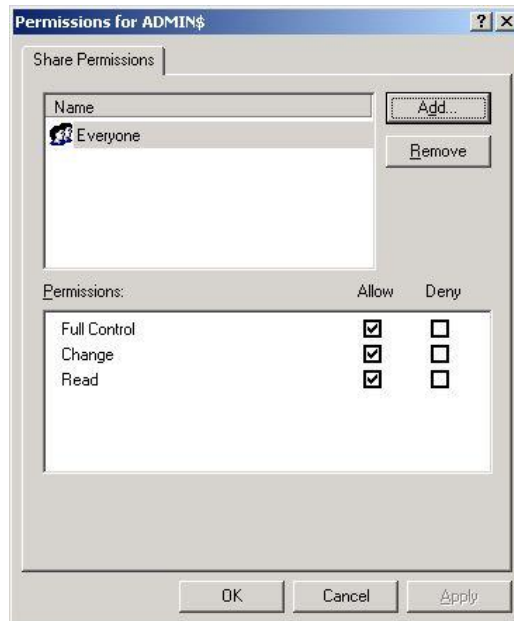 Permissions for ADMIN$
Share Permissions
Name
Add...
Everyone
Remove
Permissions: Allow Deny
Full Control
Change
Read
OK Cancel Apply